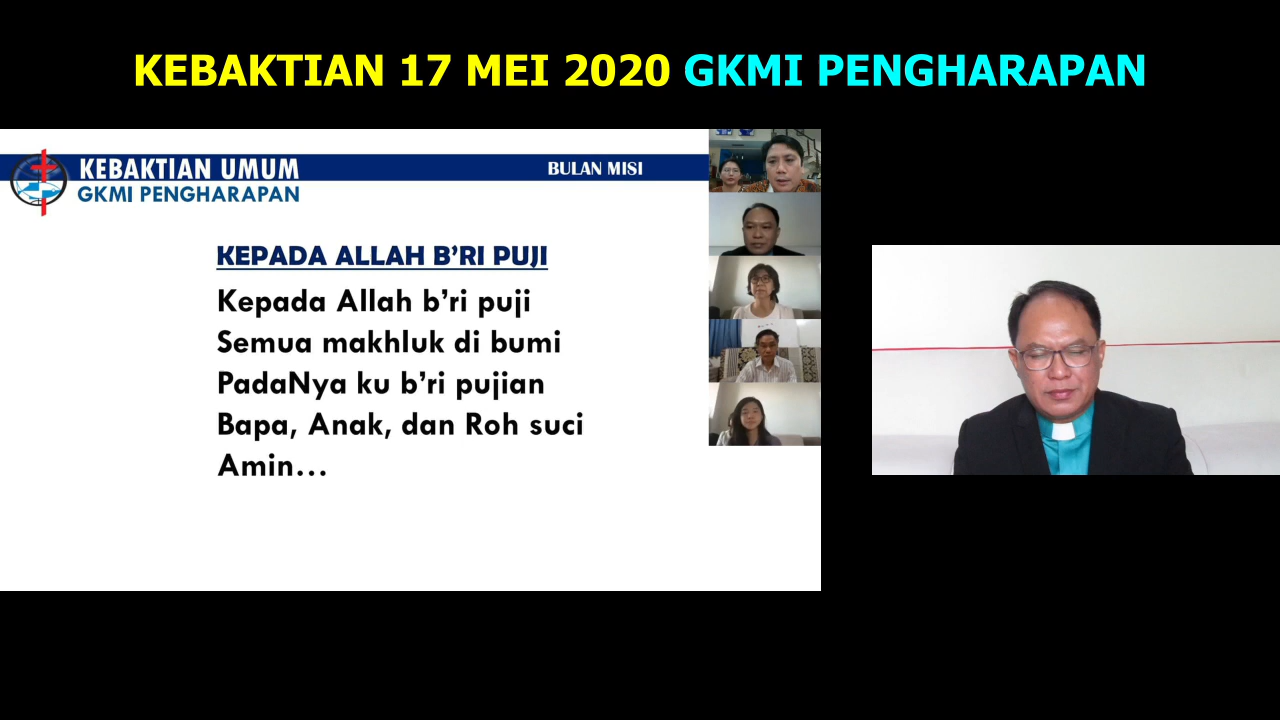 KEBAKTIAN 17 MEI 2020 GKMI PENGHARAPAN
KEBAKTIAN UMUM
GKMI PENGHARAPAN
BULAN MISI
KEPADA ALLAH B’RI PUJI
Kepada Allah b’ri puji
Semua makhluk di bumi
PadaNya ku b’ri pujian
Bapa, Anak, dan Roh suci
Amin...